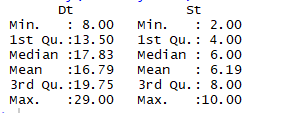 Dt St
Min. : 8.00 Min. : 2.00
1st Qu.:13.50 1st Qu.: 4.00
Median :17.83 Median : 6.00
Mean :16.79 Mean : 6.19
3rd Qu.:19.75 3rd Qu.: 8.00
Max. :29.00 Max. :10.00